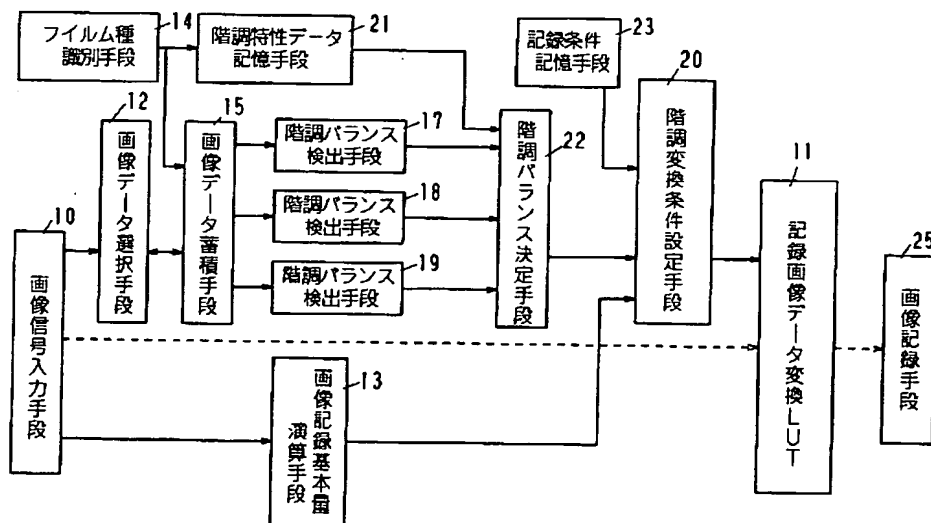 フイルム種
識別手段
14
階調特性データ
記憶手段
21
記録条件
記憶手段
23
20
12
画像データ選択手段
15
画像データ蓄積手段
階調バランス
検出手段
17
階調バランス
検出手段
18
階調バランス
検出手段
19
22
階調バランス決定手段
階調変換条件設定手段
11
記録画像データ変換LUT
25
画像記録手段
10
画像信号入力手段
13
画像記録基本量
演算手段